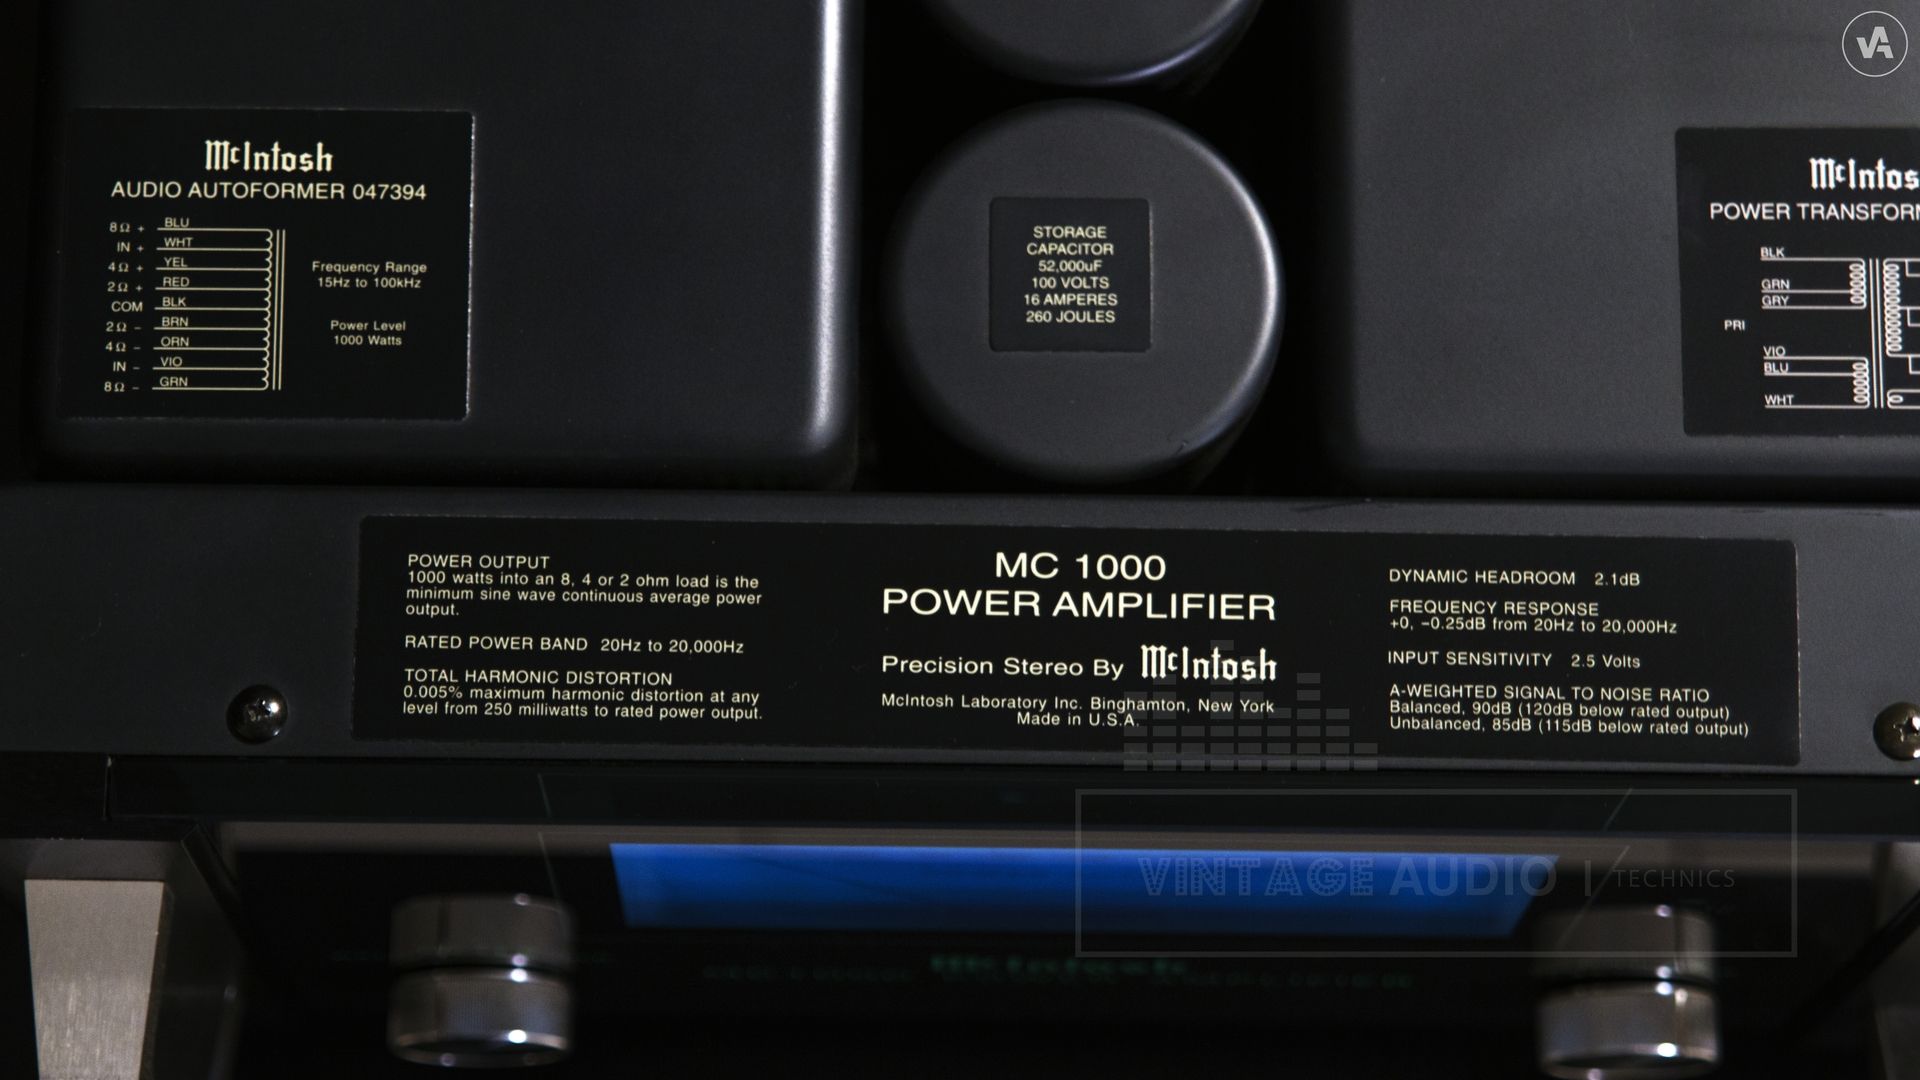 McIntosh
AUDIO AUTOFORMER 047394
8Ω + BLU
IN + WHT
4Ω + YEL
2Ω + RED
COM BLK
2Ω – BRN
4Ω – ORN
IN – VIO
8Ω – GRN
Frequency Range
15Hz to 100kHz
Power Level
1000 Watts
STORAGE
CAPACITOR
52,000uF
100 VOLTS
16 AMPERES
260 JOULES
McIntos
POWER TRANSFOR
BLK
GRN
GRY
PRI
VIO
BLU
WHT
POWER OUTPUT
1000 watts into an 8, 4 or 2 ohm load is the
minimum sine wave continuous average power
output.
RATED POWER BAND 20Hz to 20,000Hz
TOTAL HARMONIC DISTORTION
0.005% maximum harmonic distortion at any
level from 250 milliwatts to rated power output.
MC 1000
POWER AMPLIFIER
Precision Stereo By McIntosh
McIntosh Laboratory Inc. Binghamton, New York
Made in U.S.A.
DYNAMIC HEADROOM 2.1dB
FREQUENCY RESPONSE
+0, –0.25dB from 20Hz to 20,000Hz
INPUT SENSITIVITY 2.5 Volts
A-WEIGHTED SIGNAL TO NOISE RATIO
Balanced, 90dB (120dB below rated output)
Unbalanced, 85dB (115dB below rated output)
VINTAGE AUDIO | TECHNICS
VA